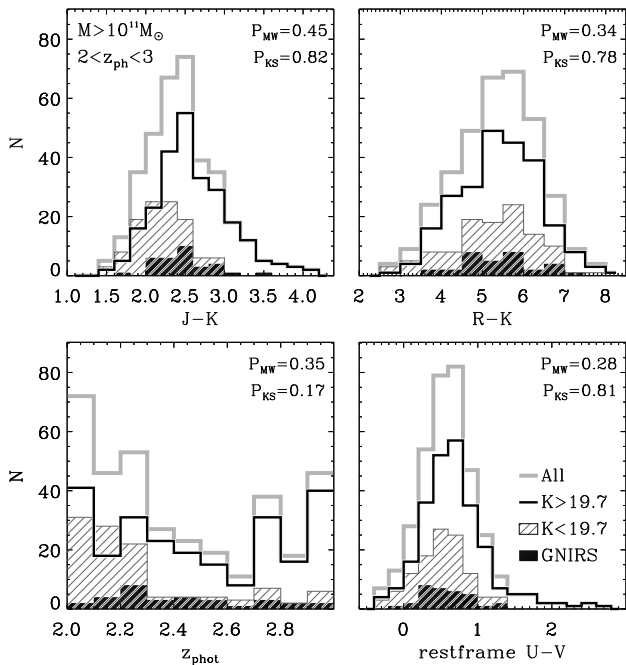 M>10¹¹M⊙ P_MW=0.45 P_MW=0.34
2<z_ph<3 P_KS=0.82 P_KS=0.78
80
60
N
40
20
0
1.0 1.5 2.0 2.5 3.0 3.5 4.0 2 3 4 5 6 7 8
J-K R-K
P_MW=0.35 P_MW=0.28
P_KS=0.17 P_KS=0.81
80
60
N
40
20
0
All
K>19.7
K<19.7
GNIRS
2.0 2.2 2.4 2.6 2.8 0 1 2
z_phot restframe U-V